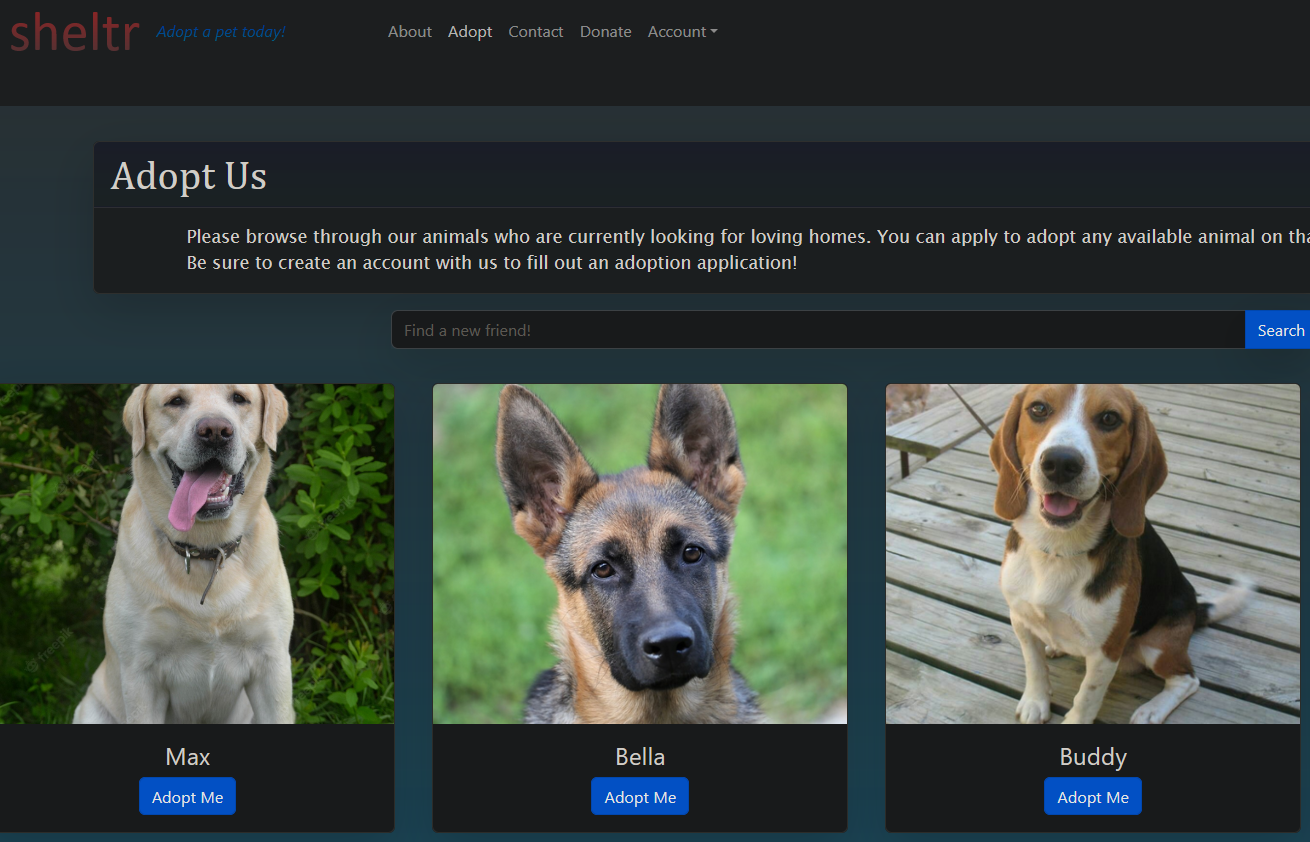 sheltr Adopt a pet today! About Adopt Contact Donate Account
Adopt Us
Please browse through our animals who are currently looking for loving homes. You can apply to adopt any available animal on
Be sure to create an account with us to fill out an adoption application!
Find a new friend! Search
Max Bella Buddy
Adopt Me Adopt Me Adopt Me